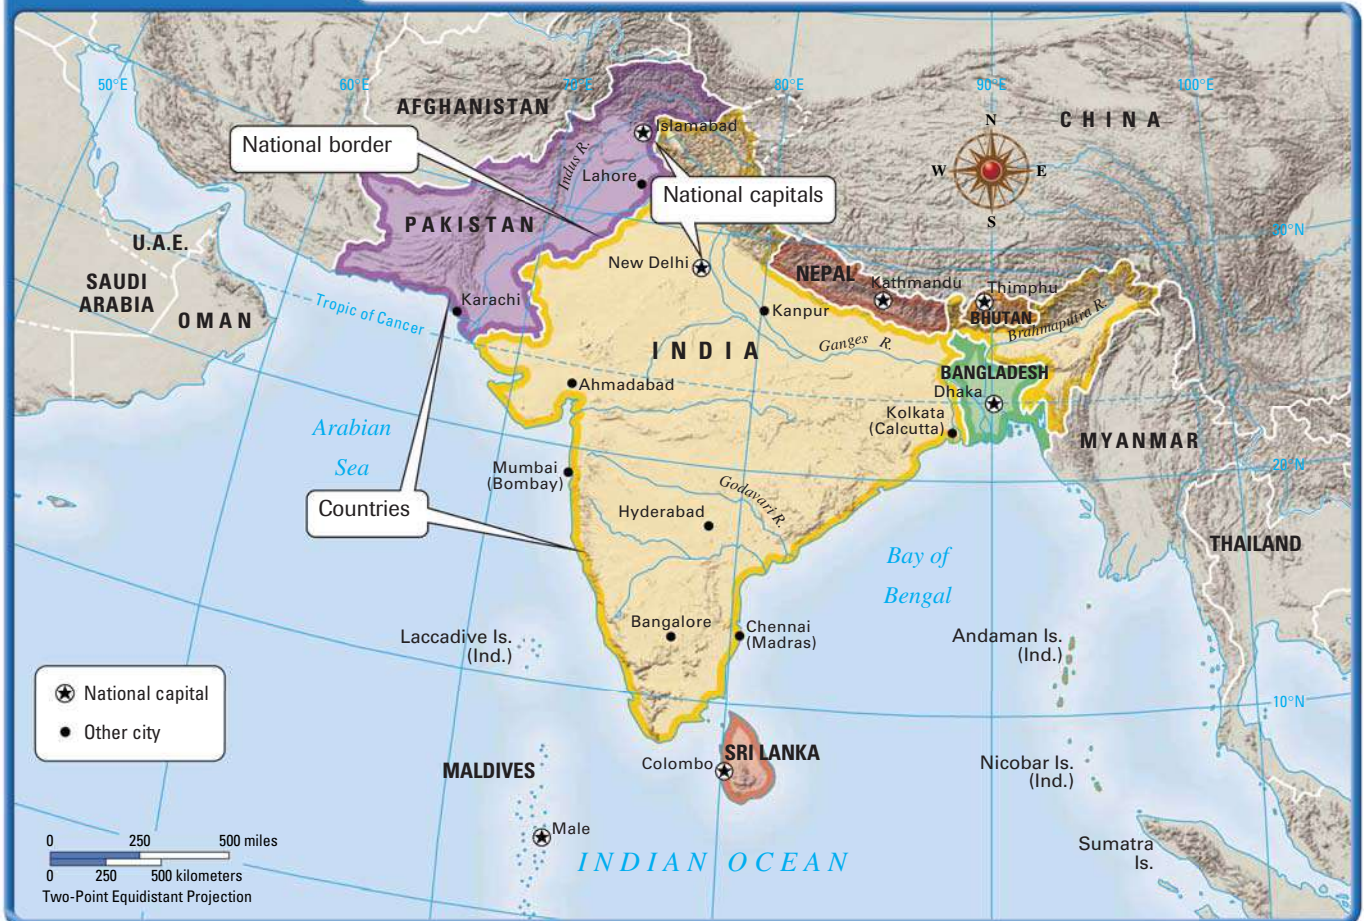 50°E
60°E
70°E
80°E
90°E
100°E
AFGHANISTAN
CHINA
N
W
E
S
National border
Islamabad
Indus R.
Lahore
National capitals
PAKISTAN
30°N
U.A.E.
New Delhi
NEPAL
Kathmandu
Thimphu
SAUDI
ARABIA
OMAN
Tropic of Cancer
Karachi
Kanpur
BHUTAN
Brahmaputra R.
INDIA
Ganges R.
BANGLADESH
Ahmadabad
Dhaka
Kolkata
(Calcutta)
Arabian
Sea
MYANMAR
Mumbai
(Bombay)
20°N
Godavari R.
Countries
Hyderabad
THAILAND
Bay of
Bengal
Bangalore
Chennai
(Madras)
Laccadive Is.
(Ind.)
Andaman Is.
(Ind.)
National capital
Other city
10°N
SRI LANKA
Colombo
MALDIVES
Nicobar Is.
(Ind.)
Male
0 250 500 miles
0 250 500 kilometers
Two-Point Equidistant Projection
INDIAN OCEAN
Sumatra
Is.